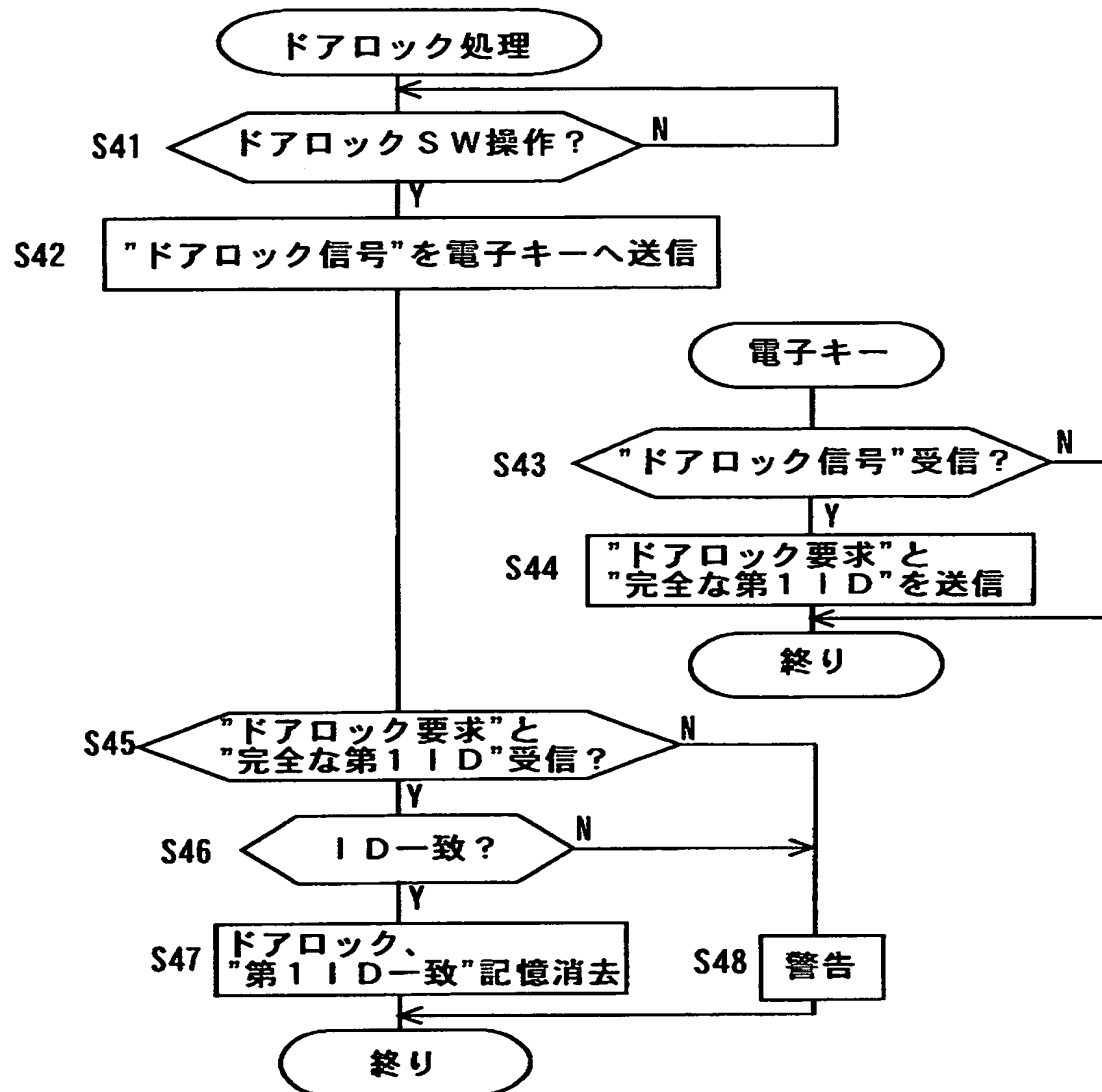 ドアロック処理
S41
ドアロックSW操作?
N
Y
S42
”ドアロック信号”を電子キーへ送信
電子キー
S43
”ドアロック信号”受信?
N
Y
S44
”ドアロック要求”と
”完全な第1ID”を送信
終り
S45
”ドアロック要求”と
”完全な第1ID”受信?
N
Y
S46
ID一致?
N
Y
S47
ドアロック、
”第1ID一致”記憶消去
S48
警告
終り